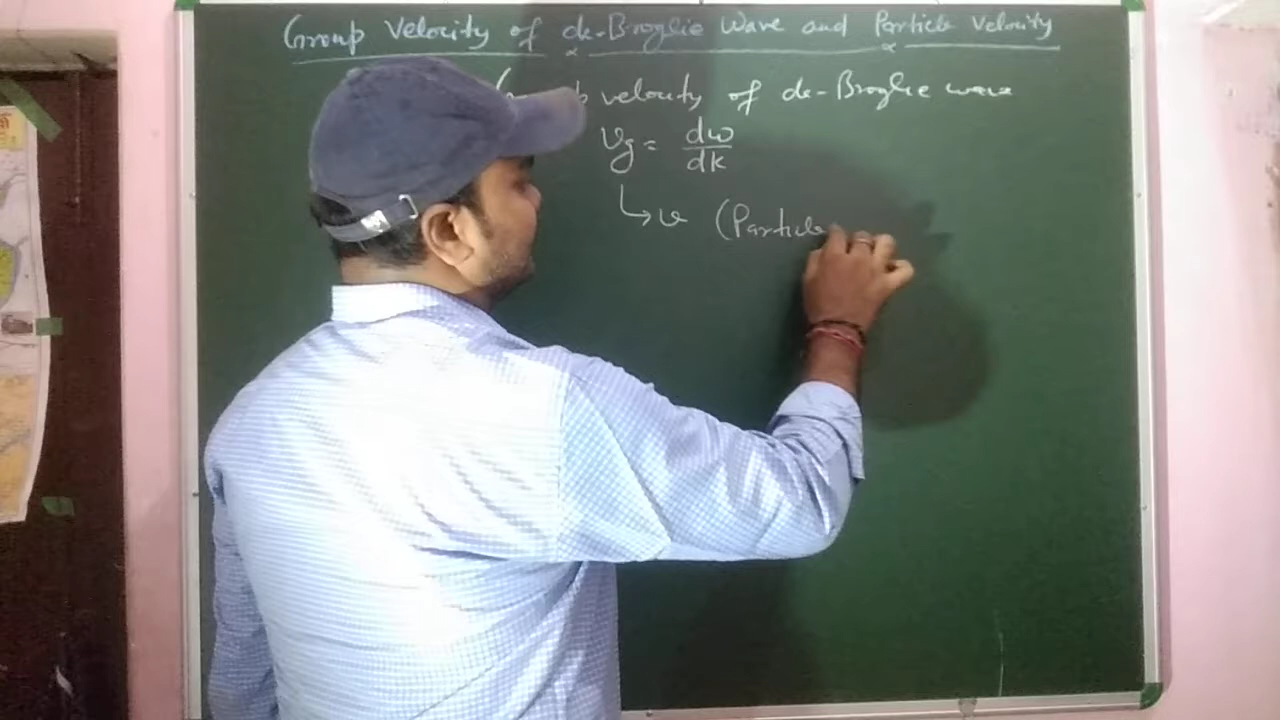 Group Velocity of de-Broglie Wave and Particle Velocity
velocity of de-Broglie wave
vg = dω/dk
↳ v (Particle